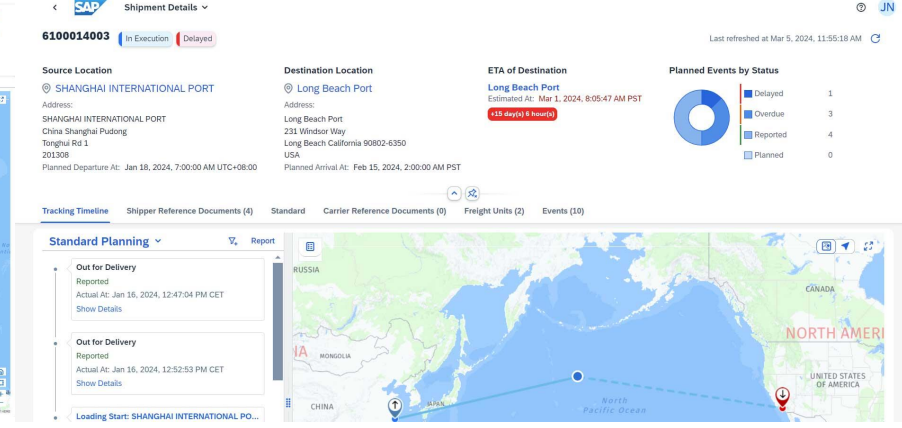 SAP Shipment Details
JN
6100014003 In Execution Delayed
Last refreshed at Mar 5, 2024, 11:55:18 AM
Source Location
SHANGHAI INTERNATIONAL PORT
Address:
SHANGHAI INTERNATIONAL PORT
China Shanghai Pudong
Tonghui Rd 1
201308
Planned Departure At: Jan 18, 2024, 7:00:00 AM UTC+08:00
Destination Location
Long Beach Port
Address:
Long Beach Port
231 Windsor Way
Long Beach California 90802-6350
USA
Planned Arrival At: Feb 15, 2024, 2:00:00 AM PST
ETA of Destination
Long Beach Port
Estimated At: Mar 1, 2024, 8:05:47 AM PST
+15 day(s) 6 hour(s)
Planned Events by Status
Delayed 1
Overdue 3
Reported 4
Planned 0
Tracking Timeline Shipper Reference Documents (4) Standard Carrier Reference Documents (0) Freight Units (2) Events (10)
Standard Planning Report
Out for Delivery
Reported
Actual At: Jan 16, 2024, 12:47:04 PM CET
Show Details
Out for Delivery
Reported
Actual At: Jan 16, 2024, 12:52:53 PM CET
Show Details
Loading Start: SHANGHAI INTERNATIONAL PO...
RUSSIA
CANADA
NORTH AMERI
IA
MONGOLIA
UNITED STATES
OF AMERICA
CHINA
JAPAN
North
Pacific Ocean